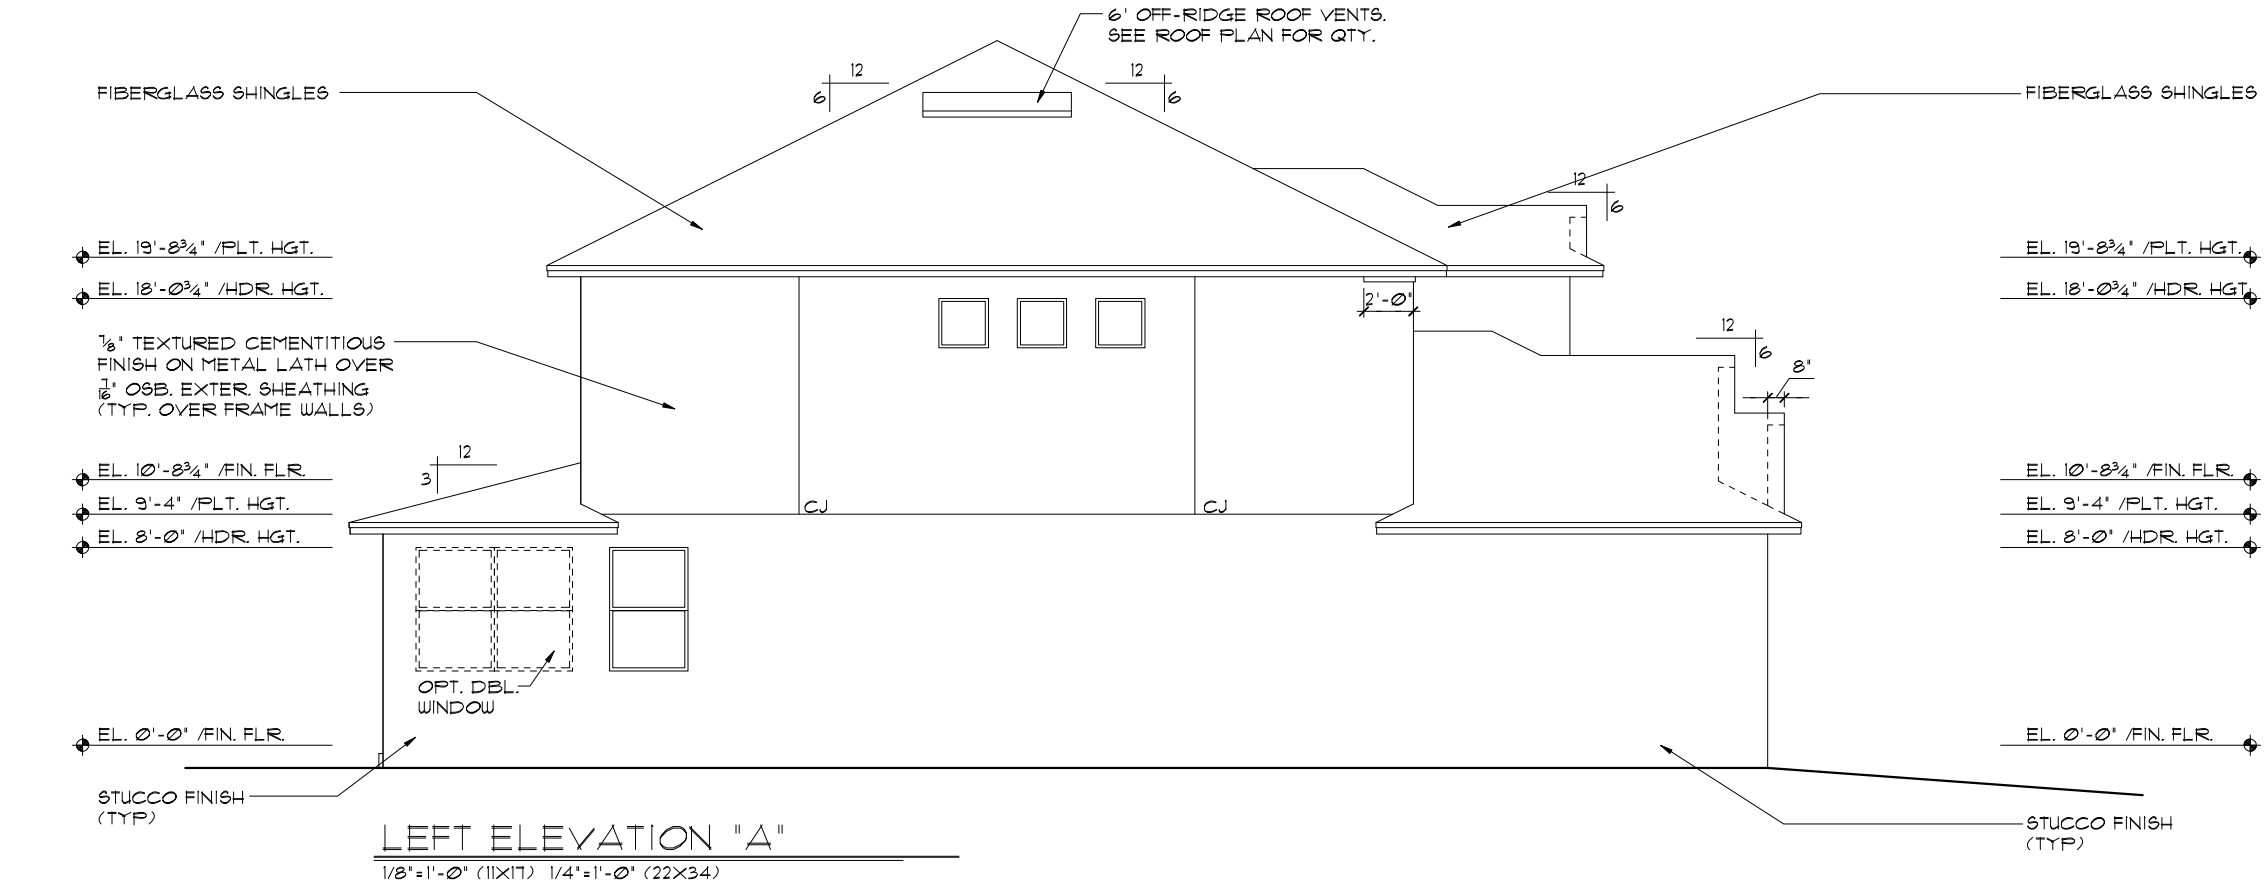 6' OFF-RIDGE ROOF VENTS.
SEE ROOF PLAN FOR QTY.
12
6
12
6
FIBERGLASS SHINGLES
FIBERGLASS SHINGLES
12
6
EL. 19'-8¾" /PLT. HGT.
EL. 19'-8¾" /PLT. HGT.
EL. 18'-0¾" /HDR. HGT.
EL. 18'-0¾" /HDR. HGT.
2'-0"
⅞" TEXTURED CEMENTITIOUS
FINISH ON METAL LATH OVER
7/16" OSB. EXTER. SHEATHING
(TYP. OVER FRAME WALLS)
12
6
8"
12
3
EL. 10'-8¾" /FIN. FLR.
EL. 10'-8¾" /FIN. FLR.
EL. 9'-4" /PLT. HGT.
CJ
CJ
EL. 9'-4" /PLT. HGT.
EL. 8'-0" /HDR. HGT.
EL. 8'-0" /HDR. HGT.
OPT. DBL.
WINDOW
EL. 0'-0" /FIN. FLR.
EL. 0'-0" /FIN. FLR.
STUCCO FINISH
(TYP)
STUCCO FINISH
(TYP)
LEFT ELEVATION "A"
1/8"=1'-0" (11X17) 1/4"=1'-0" (22X34)